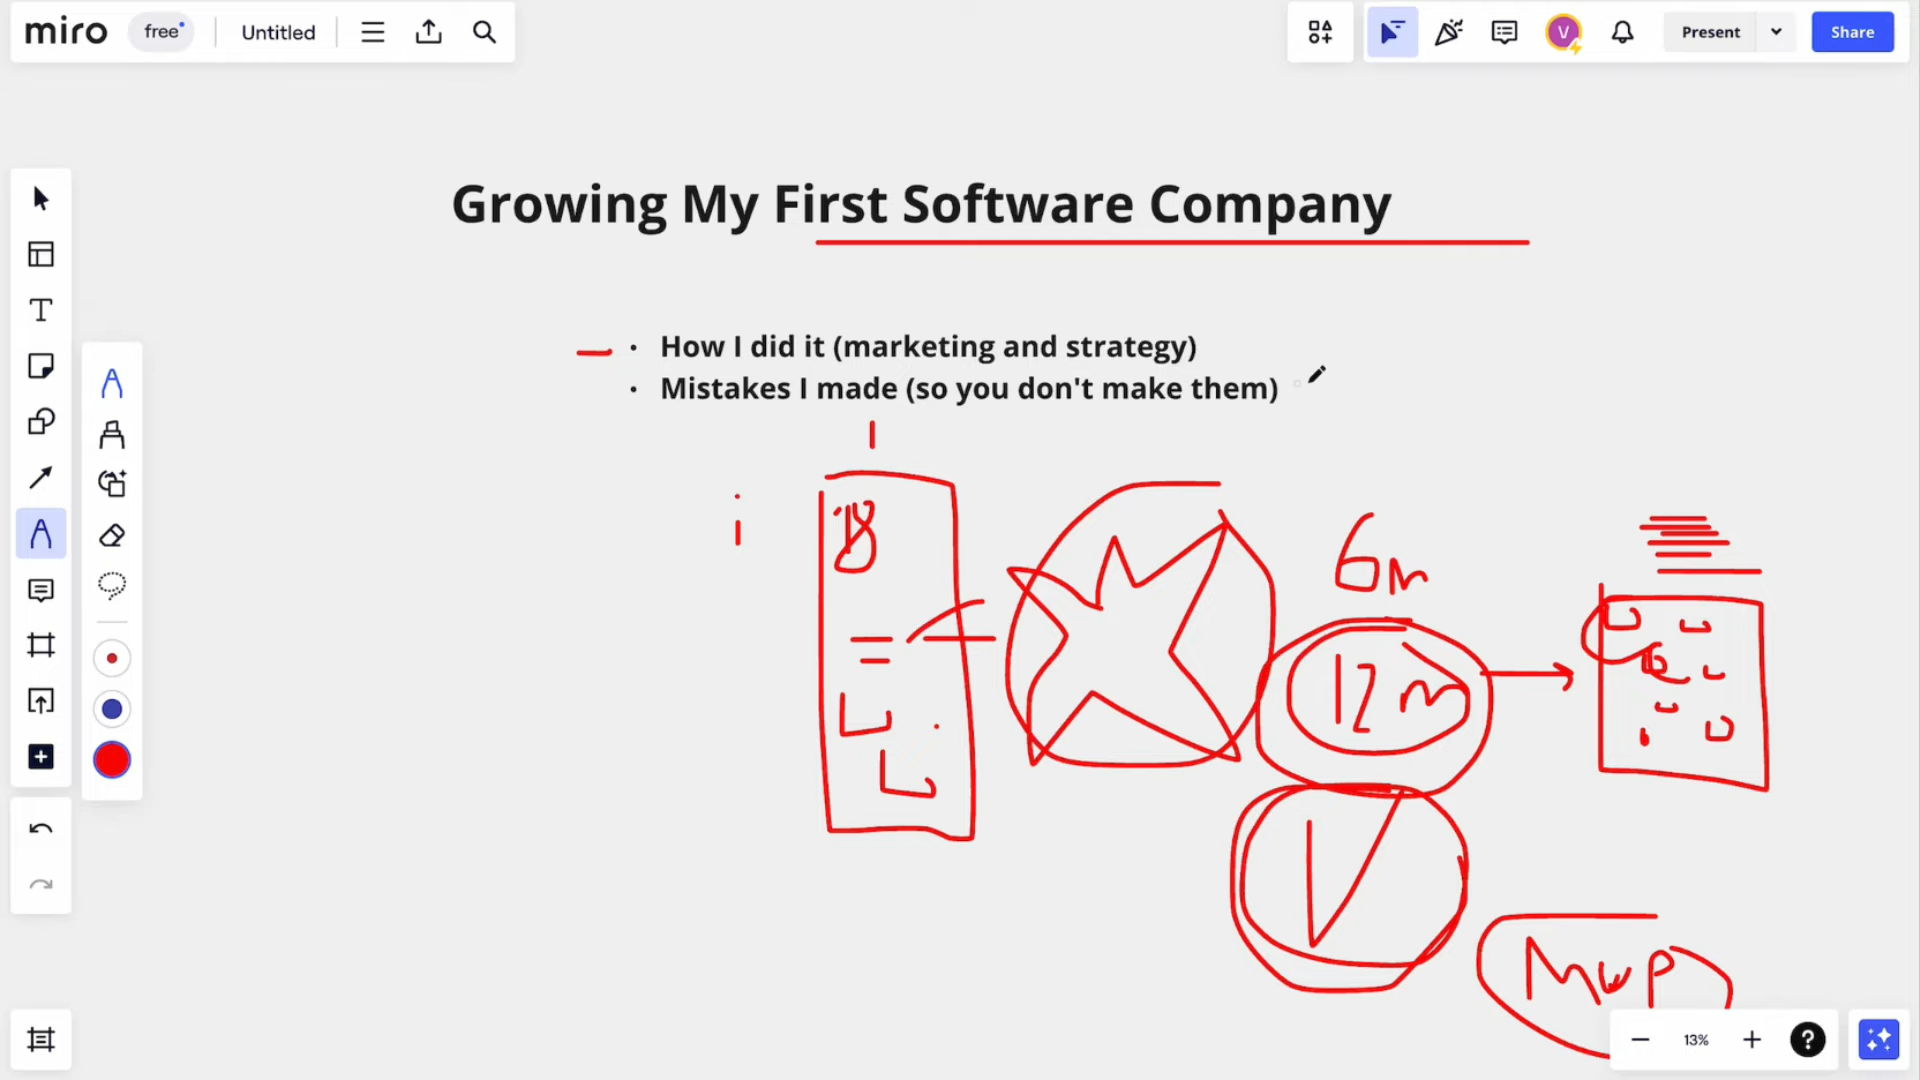 miro free Untitled
V Present Share
Growing My First Software Company
· How I did it (marketing and strategy)
· Mistakes I made (so you don't make them)
6m
12m
MVP
13%